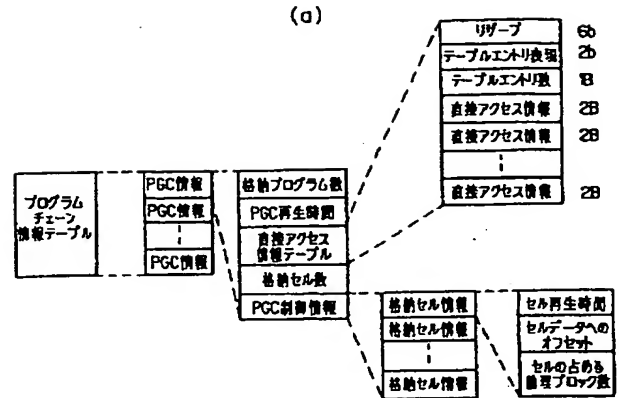 (a)
リザーブ 6b
テーブルエントリ表現 2b
テーブルエントリ数 1B
直接アクセス情報 2B
直接アクセス情報 2B
直接アクセス情報 2B
プログラム
チェーン
情報テーブル
PGC情報
PGC情報
PGC情報
格納プログラム数
PGC再生時間
直接アクセス
情報テーブル
格納セル数
PGC制御情報
格納セル情報
格納セル情報
格納セル情報
セル再生時間
セルデータへの
オフセット
セルの占める
論理ブロック数